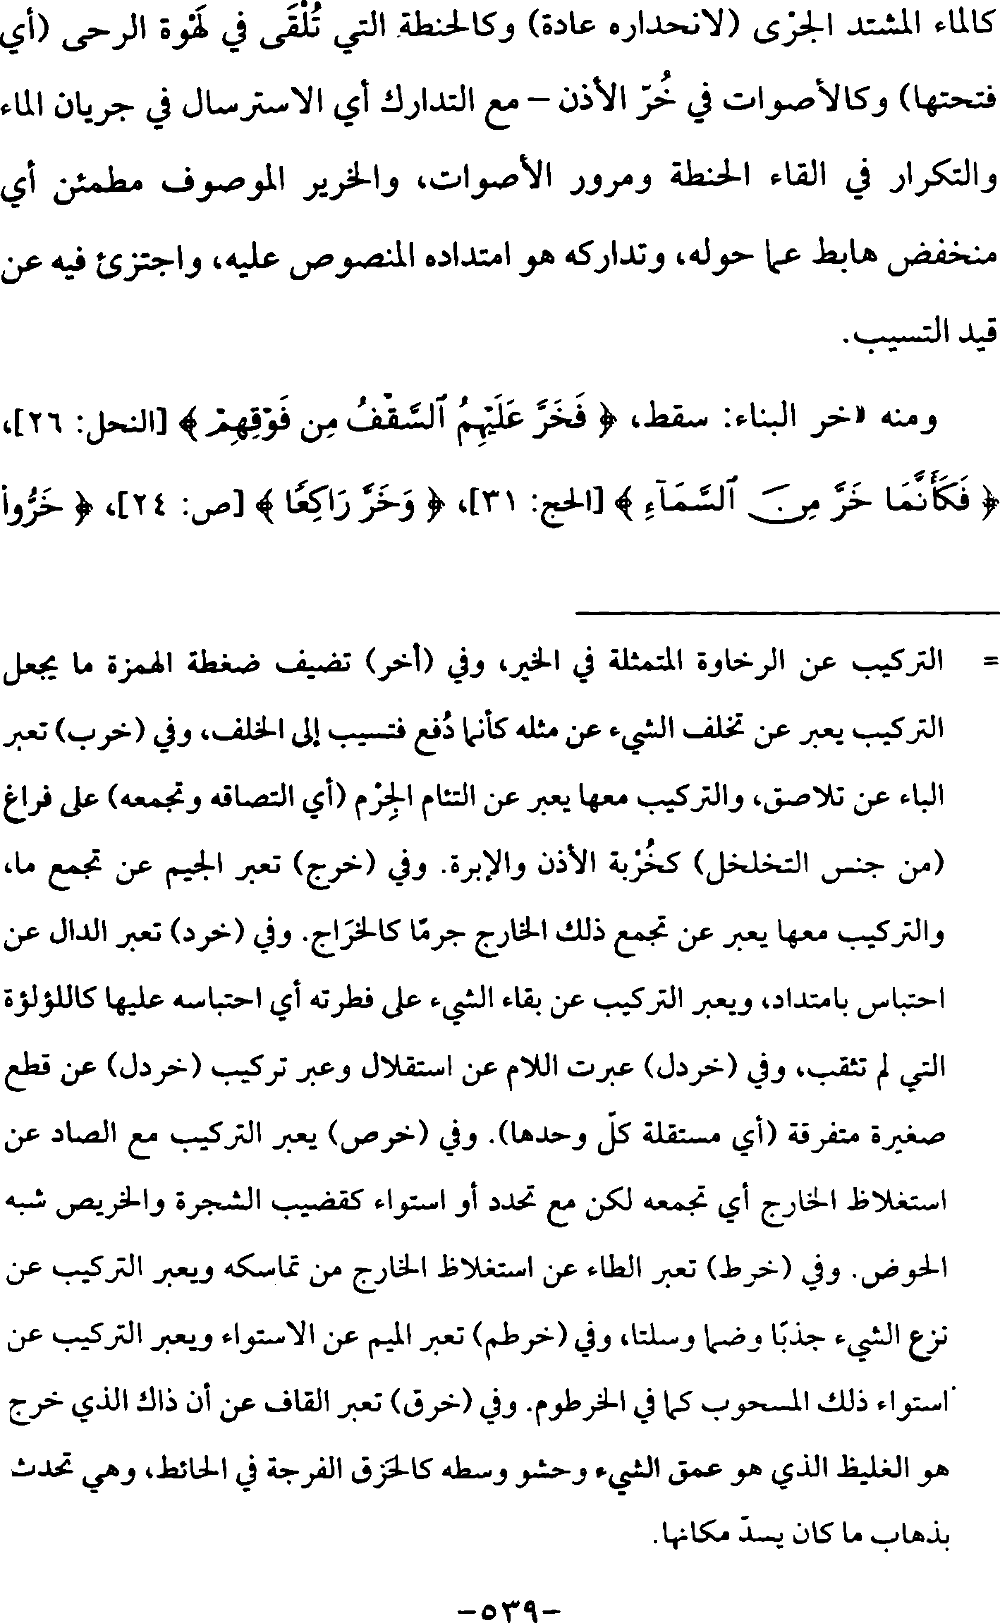 كالماء المشتد الجرْى (لانحداره عادة) وكالحنطة التي تُلْقَى في لَهْوة الرحى (أي
فتحتها) وكالأصوات في خُرّ الأذن – مع التدارك أي الاسترسال في جريان الماء
والتكرار في القاء الحنطة ومرور الأصوات، والخرير الموصوف مطمئن أي
منخفض هابط عما حوله، وتداركه هو امتداده المنصوص عليه، واجتزئ فيه عن
قيد التسيب.
ومنه «خر البناء: سقط، ﴿ فَخَرَّ عَلَيْهِمُ ٱلسَّقْفُ مِن فَوْقِهِمْ ﴾ [النحل: ٢٦]،
﴿ فَكَأَنَّمَا خَرَّ مِنَ ٱلسَّمَآءِ ﴾ [الحج: ٣١]، ﴿ وَخَرَّ رَاكِعًا ﴾ [ص: ٢٤]، ﴿ خَرُّوا
= التركيب عن الرخاوة المتمثلة في الخير، وفي (أخر) تضيف ضغطة الهمزة ما يجعل
التركيب يعبر عن تخلف الشيء عن مثله كأنما دُفع فتسيب إلى الخلف، وفي (خرب) تعبر
الباء عن تلاصق، والتركيب معها يعبر عن التئام الجِرْم (أي التصاقه وتجمعه) على فراغ
(من جنس التخلخل) كخُرْبة الأذن والإبرة. وفي (خرج) تعبر الجيم عن تجمع ما،
والتركيب معها يعبر عن تجمع ذلك الخارج جرمًا كالخَرَاج. وفي (خرد) تعبر الدال عن
احتباس بامتداد، ويعبر التركيب عن بقاء الشيء على فطرته أي احتباسه عليها كاللؤلؤة
التي لم تثقب، وفي (خردل) عبرت اللام عن استقلال وعبر تركيب (خردل) عن قطع
صغيرة متفرقة (أي مستقلة كلّ وحدها). وفي (خرص) يعبر التركيب مع الصاد عن
استغلاظ الخارج أي تجمعه لكن مع تحدد أو استواء كقضيب الشجرة والخريص شبه
الحوض. وفي (خرط) تعبر الطاء عن استغلاظ الخارج من تماسكه ويعبر التركيب عن
نزع الشيء جذبًا وضما وسلتا، وفي (خرطم) تعبر الميم عن الاستواء ويعبر التركيب عن
استواء ذلك المسحوب كما في الخرطوم. وفي (خرق) تعبر القاف عن أن ذاك الذي خرج
هو الغليظ الذي هو عمق الشيء وحشو وسطه كالخَرْق الفرجة في الحائط، وهي تحدث
بذهاب ما كان يسدّ مكانها.
-٥٣٩-